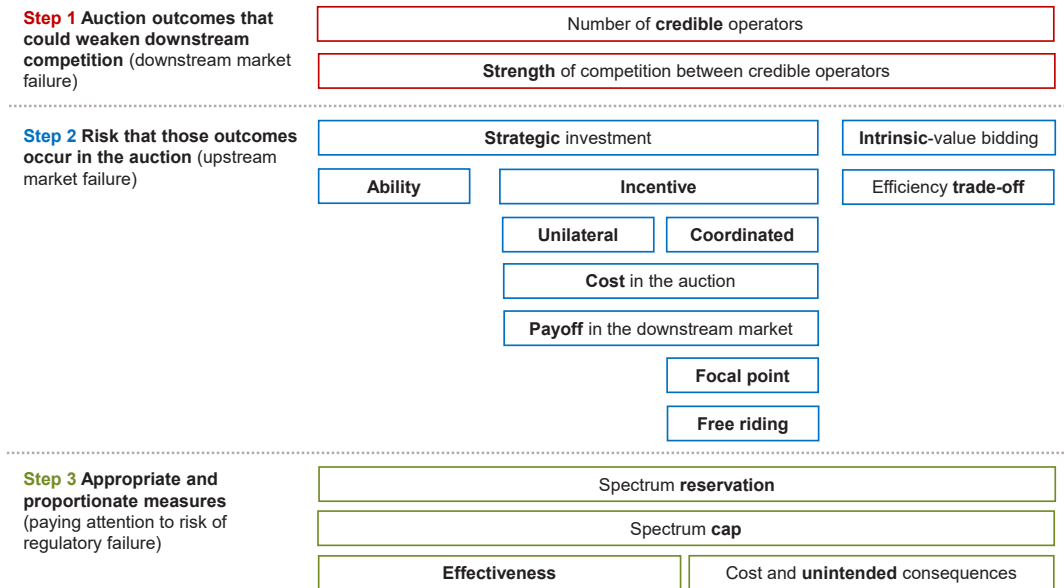 Step 1 Auction outcomes that
could weaken downstream
competition (downstream market
failure)
Number of credible operators
Strength of competition between credible operators
Step 2 Risk that those outcomes
occur in the auction (upstream
market failure)
Strategic investment
Intrinsic-value bidding
Ability
Incentive
Efficiency trade-off
Unilateral
Coordinated
Cost in the auction
Payoff in the downstream market
Focal point
Free riding
Step 3 Appropriate and
proportionate measures
(paying attention to risk of
regulatory failure)
Spectrum reservation
Spectrum cap
Effectiveness
Cost and unintended consequences